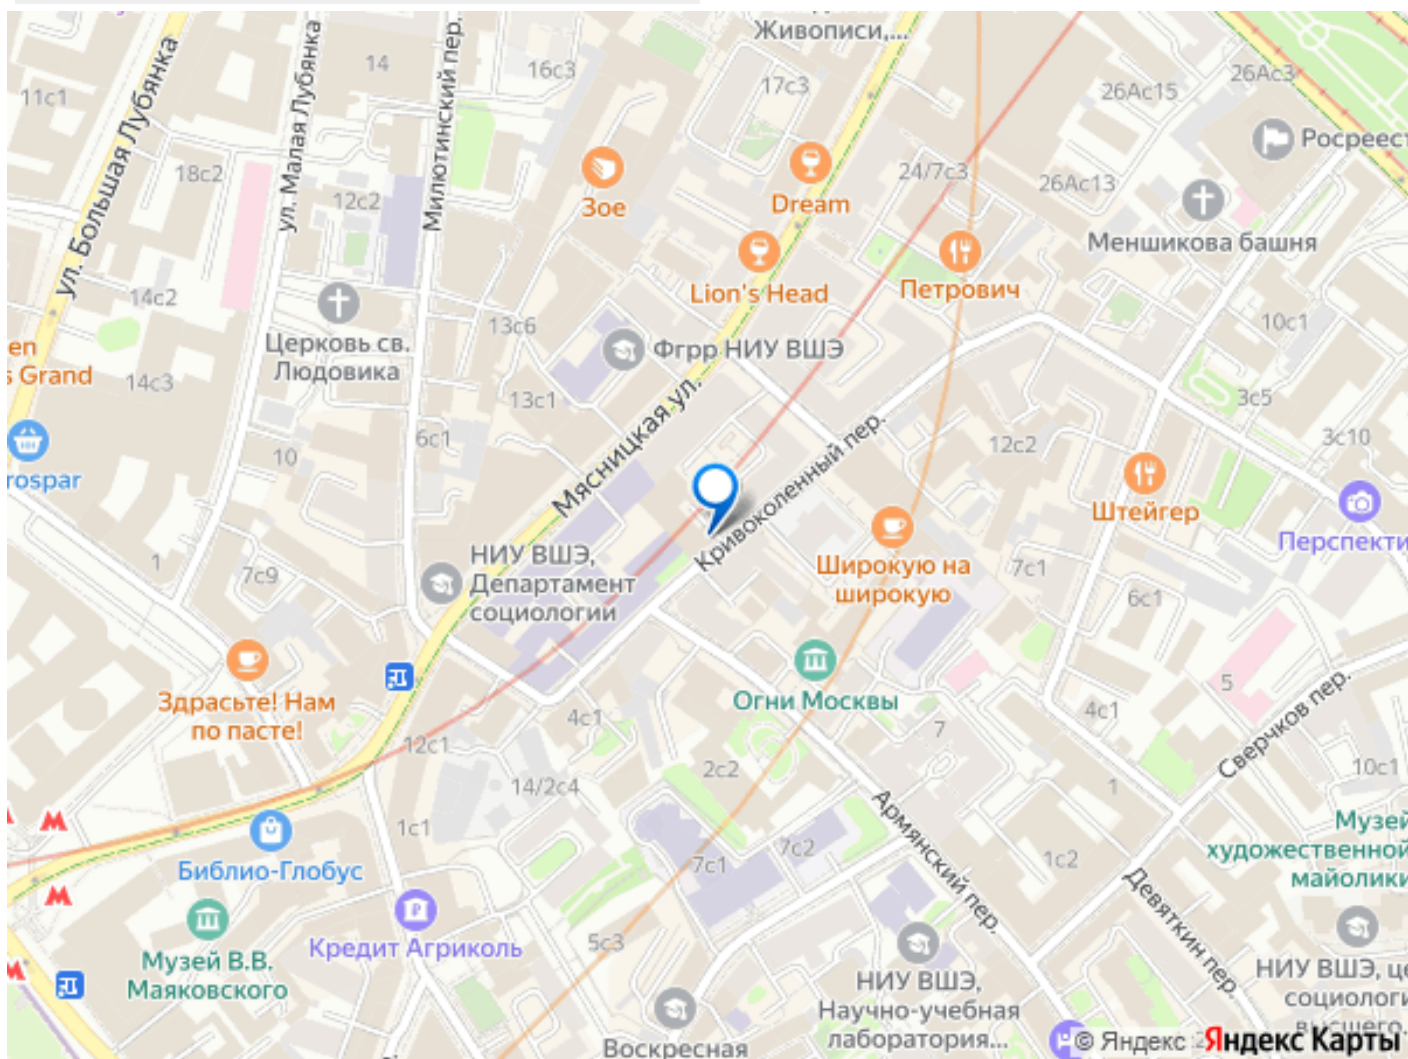 Живописи,...
ул. Большая Лубянка
ул. Малая Лубянка
Милютинский пер.
14
16с3
17с3
11с1
26Ас15
26Ас3
Росреест
18с2
12с2
Зое
Dream
24/7с3
26Ас13
Меншикова башня
14с2
Lion's Head
Петрович
13с6
10с1
Церковь св.
Людовика
Фгрр НИУ ВШЭ
en
s Grand
14с3
13с1
Мясницкая ул.
3с5
6с1
10
Кривоколенный пер.
12с2
3с10
rospar
Штейгер
Перспекти
1
7с9
НИУ ВШЭ,
Департамент
социологии
Широкую на
широкую
7с1
6с1
Здрасьте! Нам
по пасте!
Огни Москвы
5
4с1
7
4с1
Сверчков пер.
12с1
2с2
14/2с4
10с1
1
1с1
Армянский пер.
Музей
художественной
майолики
Библио-Глобус
7с1
7с2
1с2
Девяткин пер.
Кредит Агриколь
5с3
Музей В.В.
Маяковского
НИУ ВШЭ,
Научно-учебная
лаборатория...
НИУ ВШЭ, це
социологи
высшего...
Воскресная
© Яндекс
Яндекс Карты